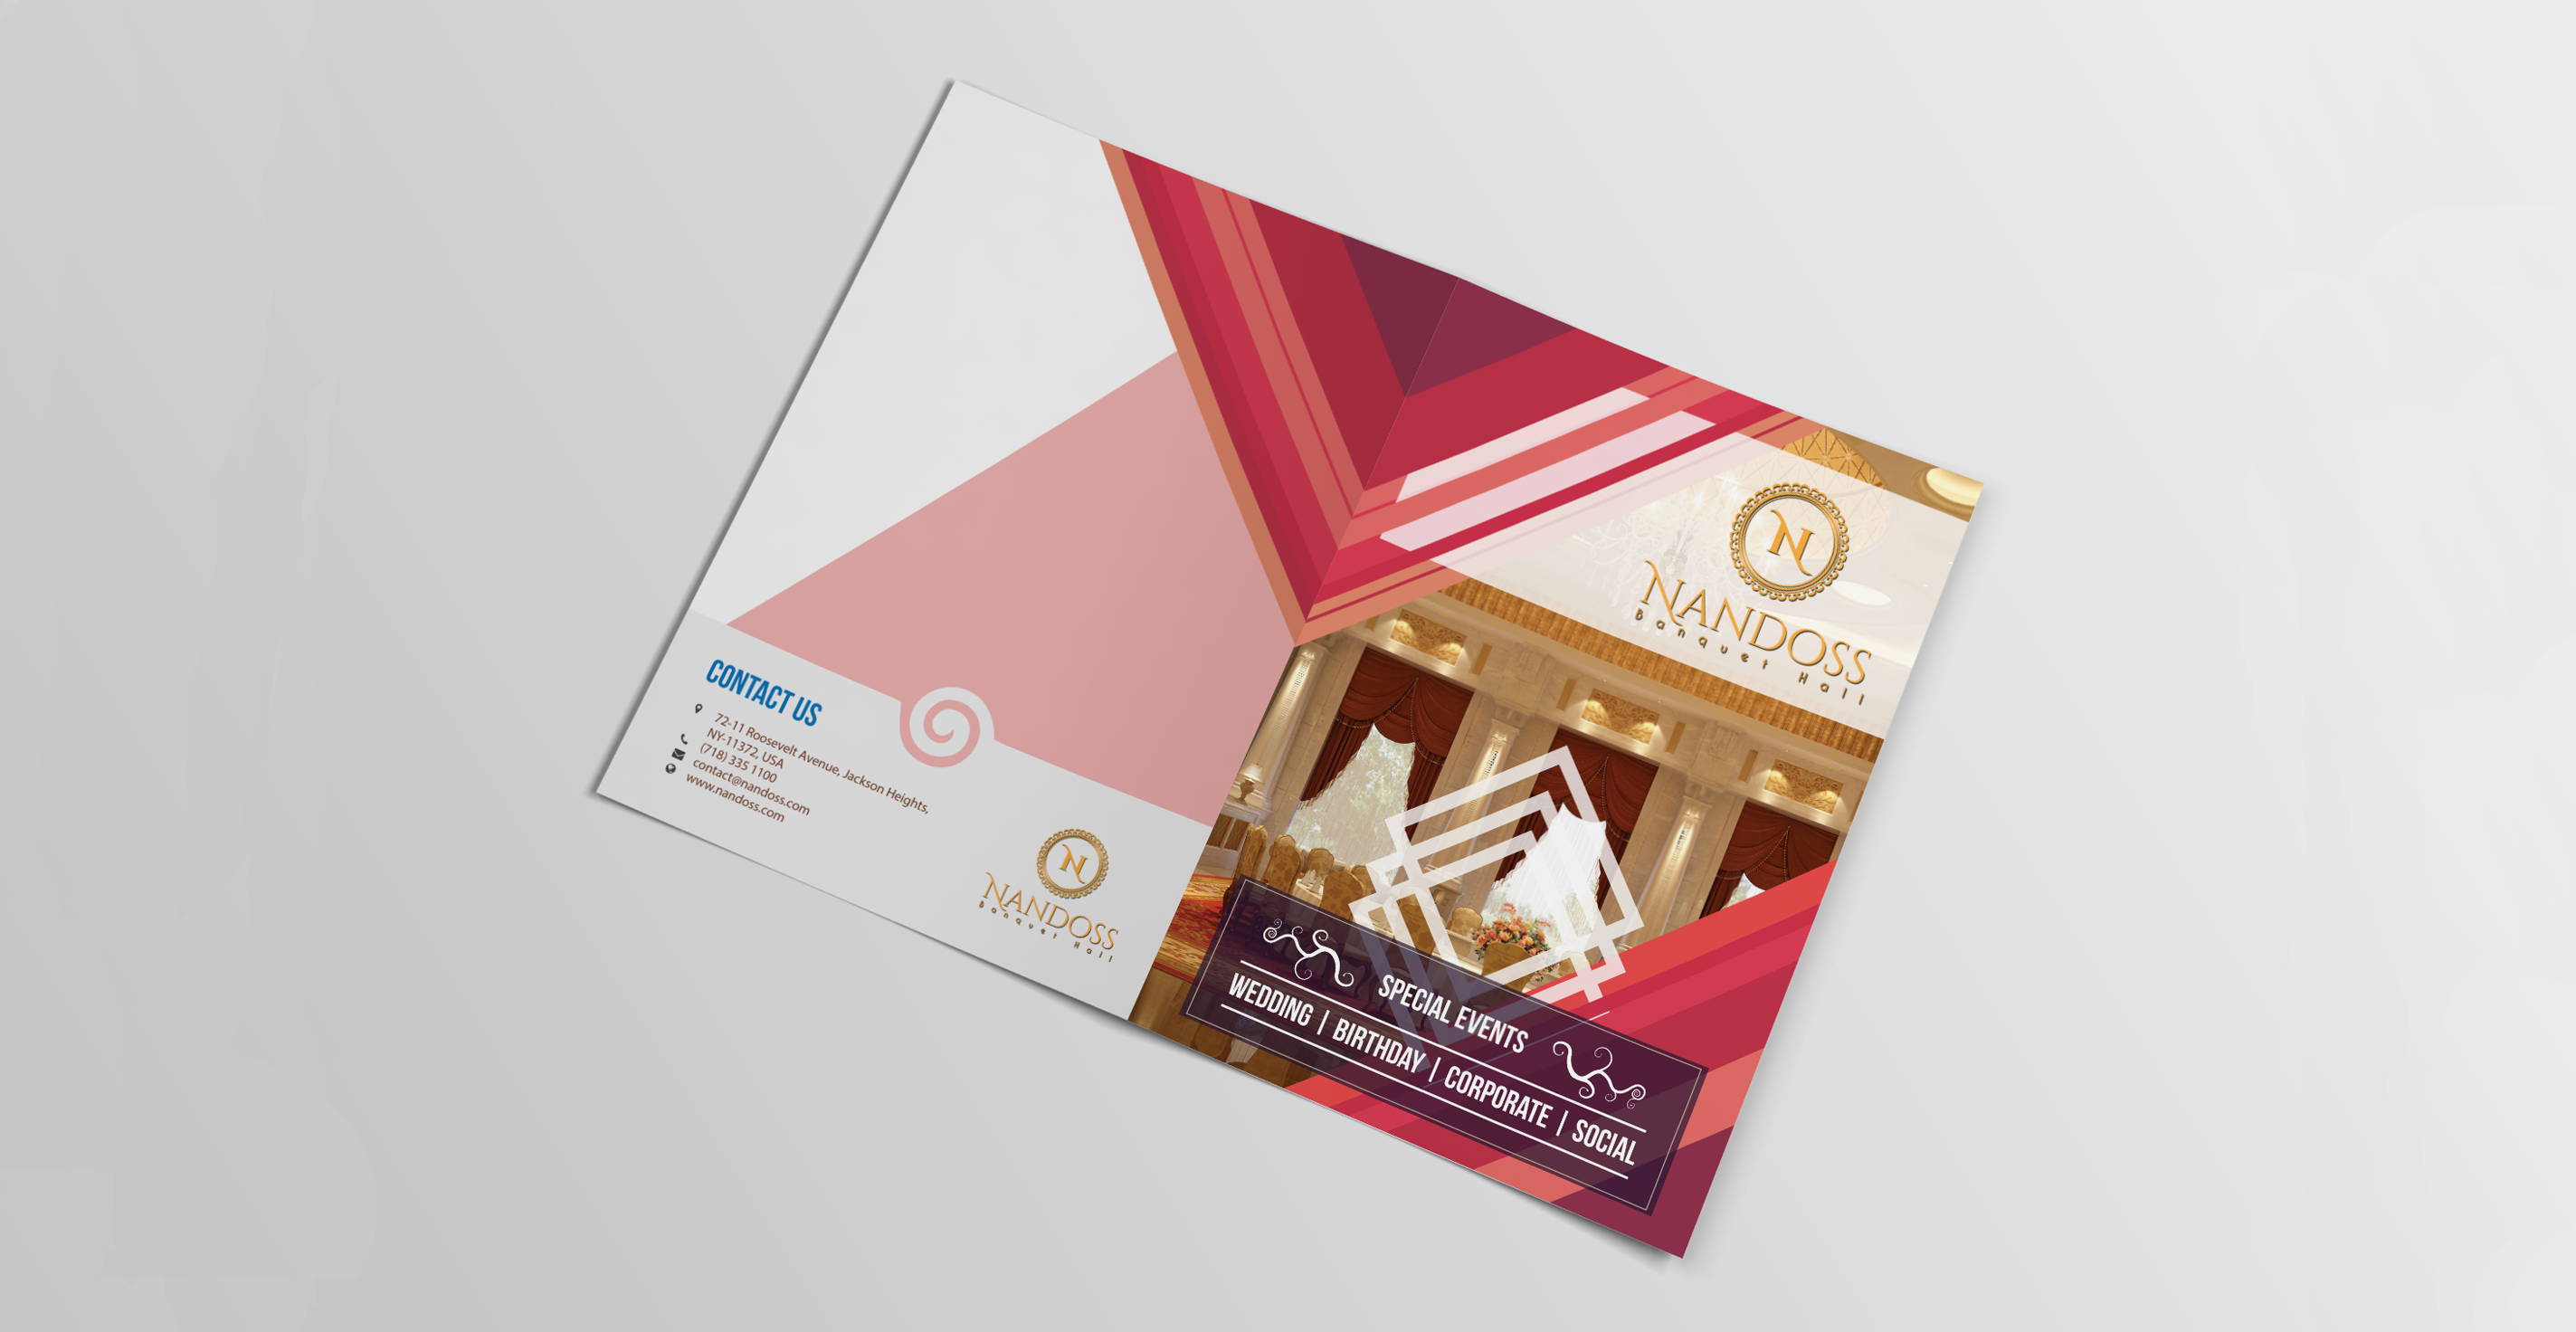 CONTACT US
72-11 Roosevelt Avenue, Jackson Heights,
NY-11372, USA
(718) 335 1100
contact@nandoss.com
www.nandoss.com
N
NANDOSS
Banquet Hall
N
NANDOSS
Banquet Hall
SPECIAL EVENTS
WEDDING | BIRTHDAY | CORPORATE | SOCIAL